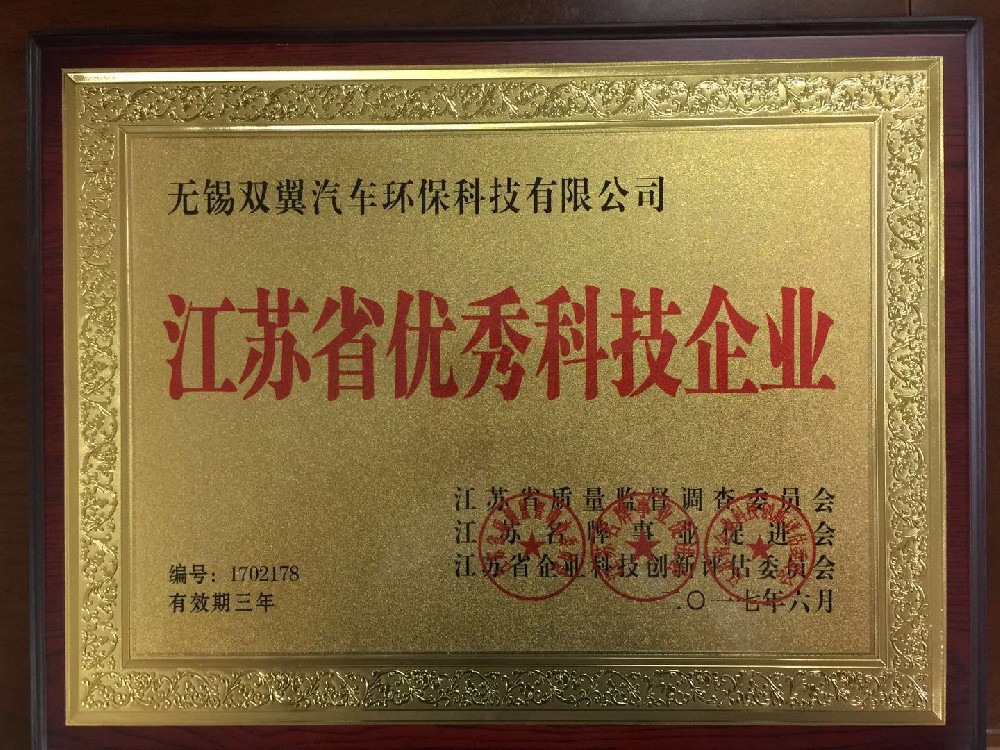 无锡双翼汽车环保科技有限公司
江苏省优秀科技企业
江苏省质量监督调查委员会
江苏名牌事业促进会
江苏省企业科技创新评估委员会
编号：1702178
有效期三年
二〇一七年六月